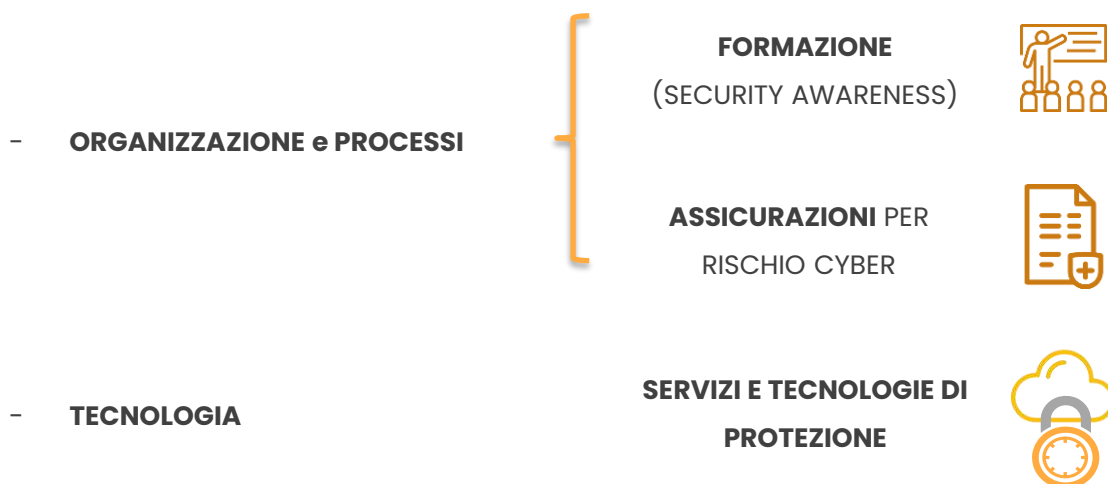 FORMAZIONE
(SECURITY AWARENESS)
- ORGANIZZAZIONE e PROCESSI
ASSICURAZIONI PER
RISCHIO CYBER
SERVIZI E TECNOLOGIE DI
- TECNOLOGIA
PROTEZIONE